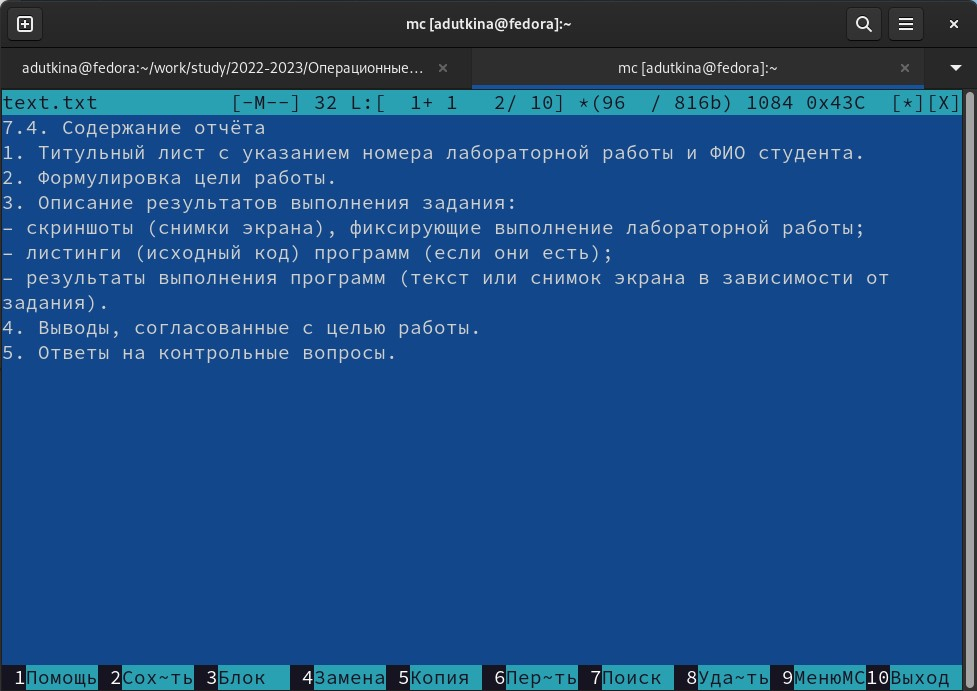 mc [adutkina@fedora]:~
adutkina@fedora:~/work/study/2022-2023/Операционные... × mc [adutkina@fedora]:~ ×
text.txt [-M--] 32 L:[ 1+ 1 2/ 10] *(96 / 816b) 1084 0x43C [*][X]
7.4. Содержание отчёта
1. Титульный лист с указанием номера лабораторной работы и ФИО студента.
2. Формулировка цели работы.
3. Описание результатов выполнения задания:
– скриншоты (снимки экрана), фиксирующие выполнение лабораторной работы;
– листинги (исходный код) программ (если они есть);
– результаты выполнения программ (текст или снимок экрана в зависимости от
задания).
4. Выводы, согласованные с целью работы.
5. Ответы на контрольные вопросы.
1Помощь 2Сох~ть 3Блок 4Замена 5Копия 6Пер~ть 7Поиск 8Уда~ть 9МенюMC 10Выход